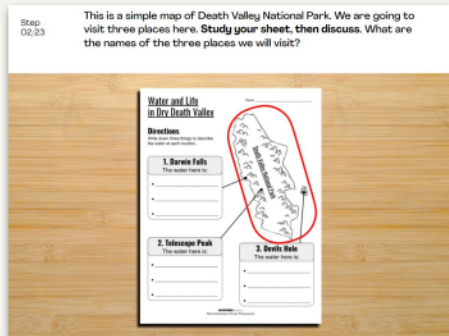 Step
02/23
This is a simple map of Death Valley National Park. We are going to
visit three places here. Study your sheet, then discuss. What are
the names of the three places we will visit?
Water and Life
in Dry Death Valley
Name:
Directions
Write down three things to describe
the water at each location.
Death Valley National Park
1. Darwin Falls
The water here is:
2. Telescope Peak
The water here is:
3. Devils Hole
The water here is: